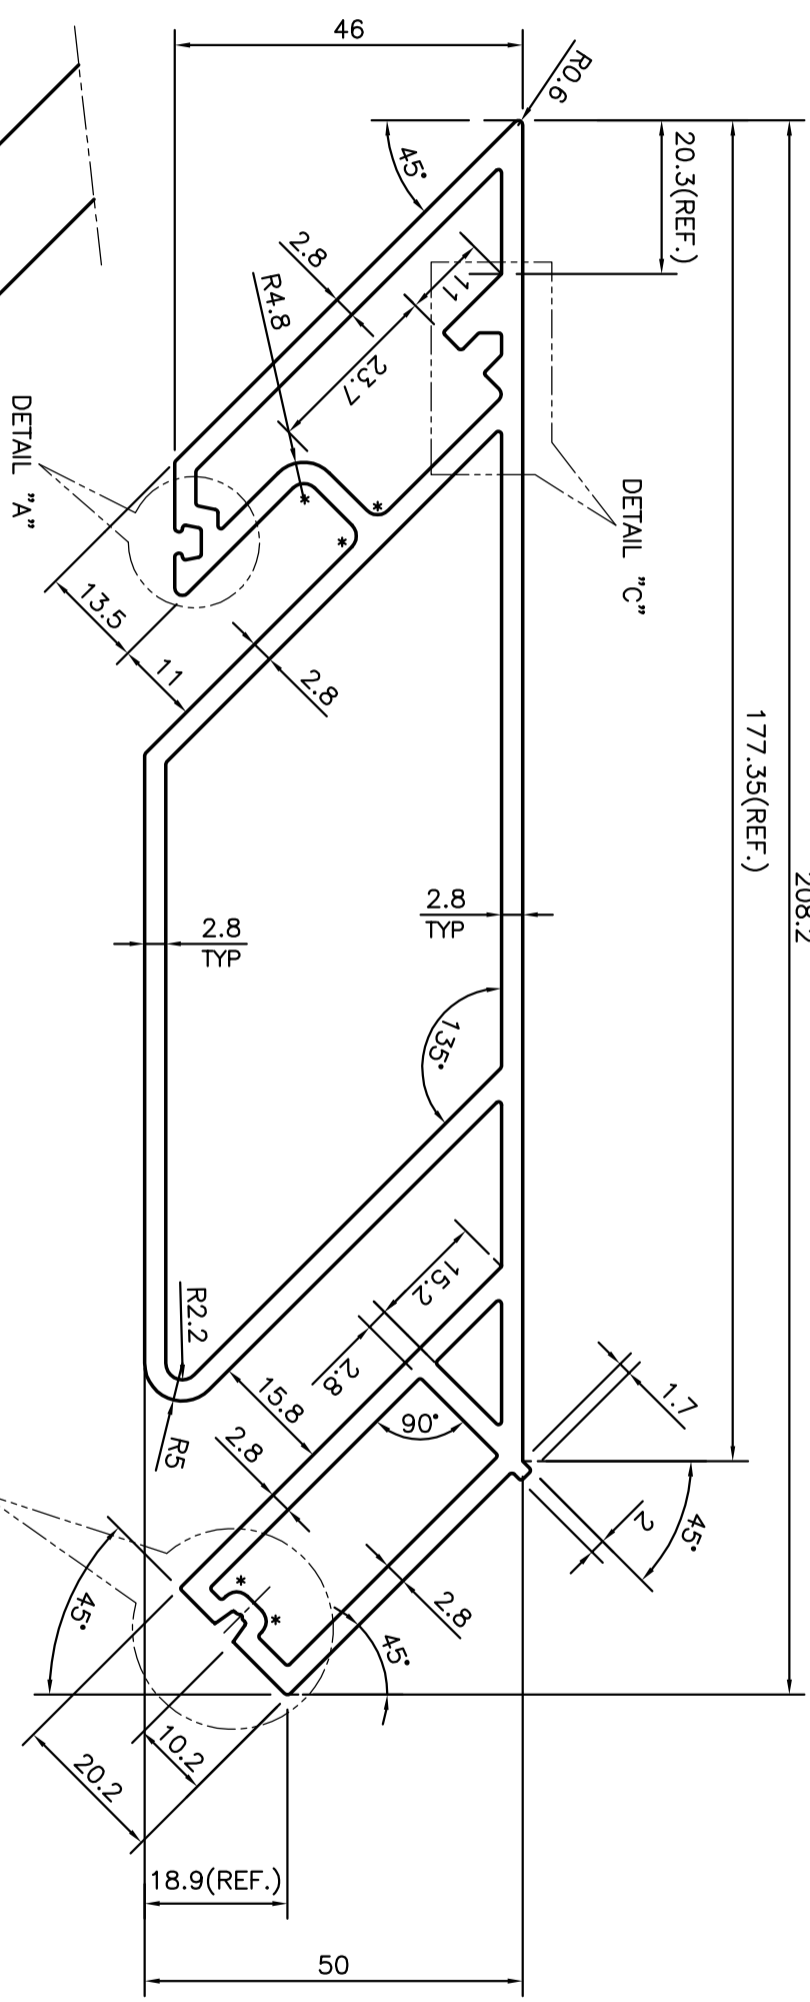 46
R0.6
20.3(REF.)
208.2
177.35(REF.)
45°
2.8
11
R4.8
23.7
DETAIL "A"
DETAIL "C"
*
*
*
13.5
11
2.8
2.8
TYP
2.8
TYP
135°
15.2
2.8
R2.2
15.8
1.7
90°
R5
2.8
45°
2
2.8
*
*
45°
45°
10.2
20.2
18.9(REF.)
50